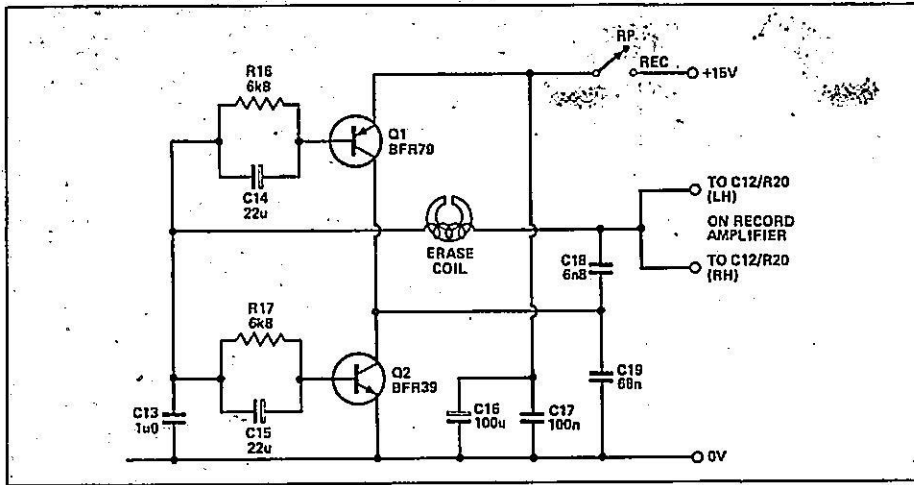 RP
REC
+15V
R16
6k8
Q1
BFR79
C14
22u
TO C12/R20
(LH)
ON RECORD
AMPLIFIER
TO C12/R20
(RH)
ERASE
COIL
C18
6n8
R17
6k8
Q2
BFR39
C19
68n
C13
1u0
C15
22u
C16
100u
C17
100n
0V